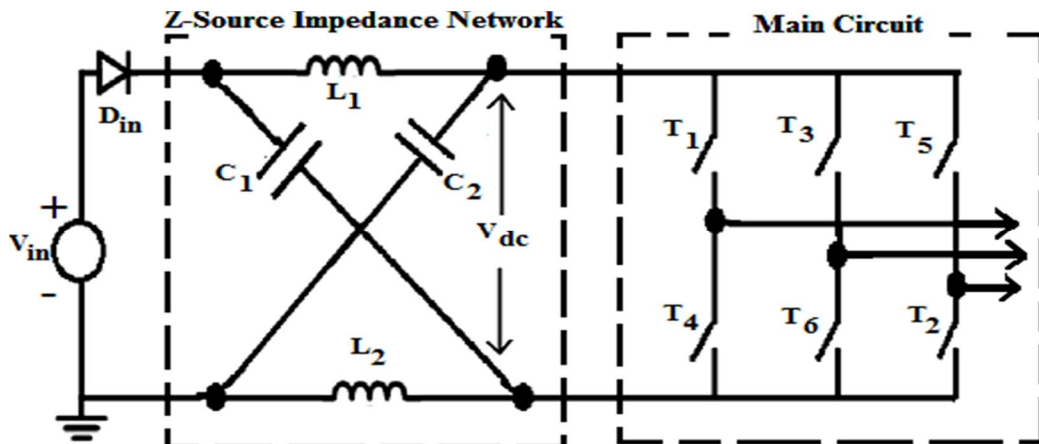 Z-Source Impedance Network
Main Circuit
D_in
L_1
T_1
T_3
T_5
C_1
C_2
+
V_in
-
V_dc
T_4
T_6
T_2
L_2